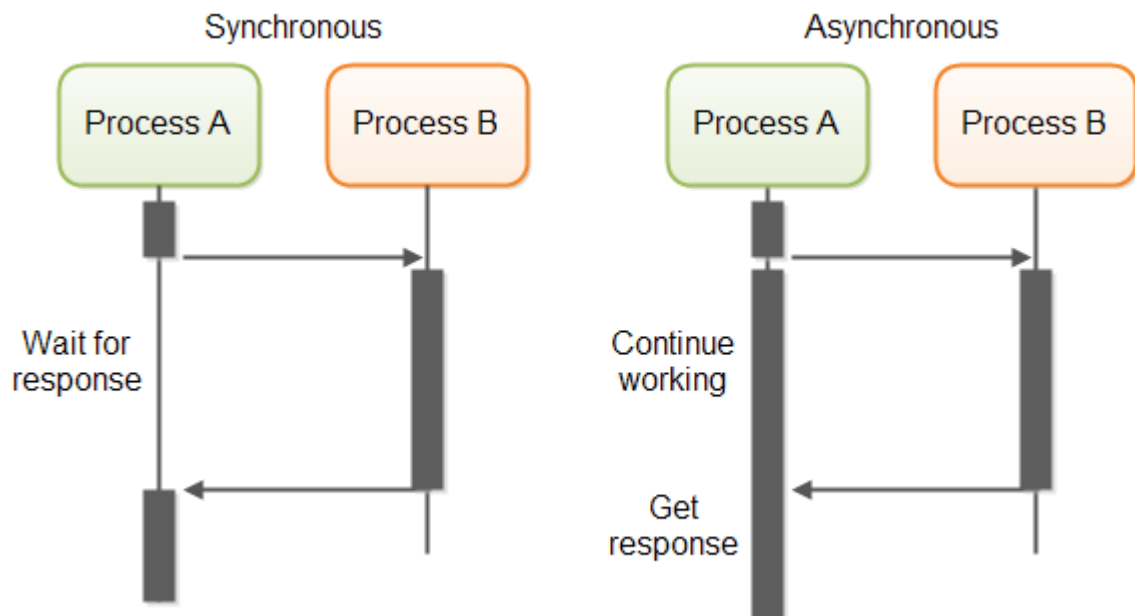 Synchronous
Asynchronous
Process A
Process B
Process A
Process B
Wait for
response
Continue
working
Get
response